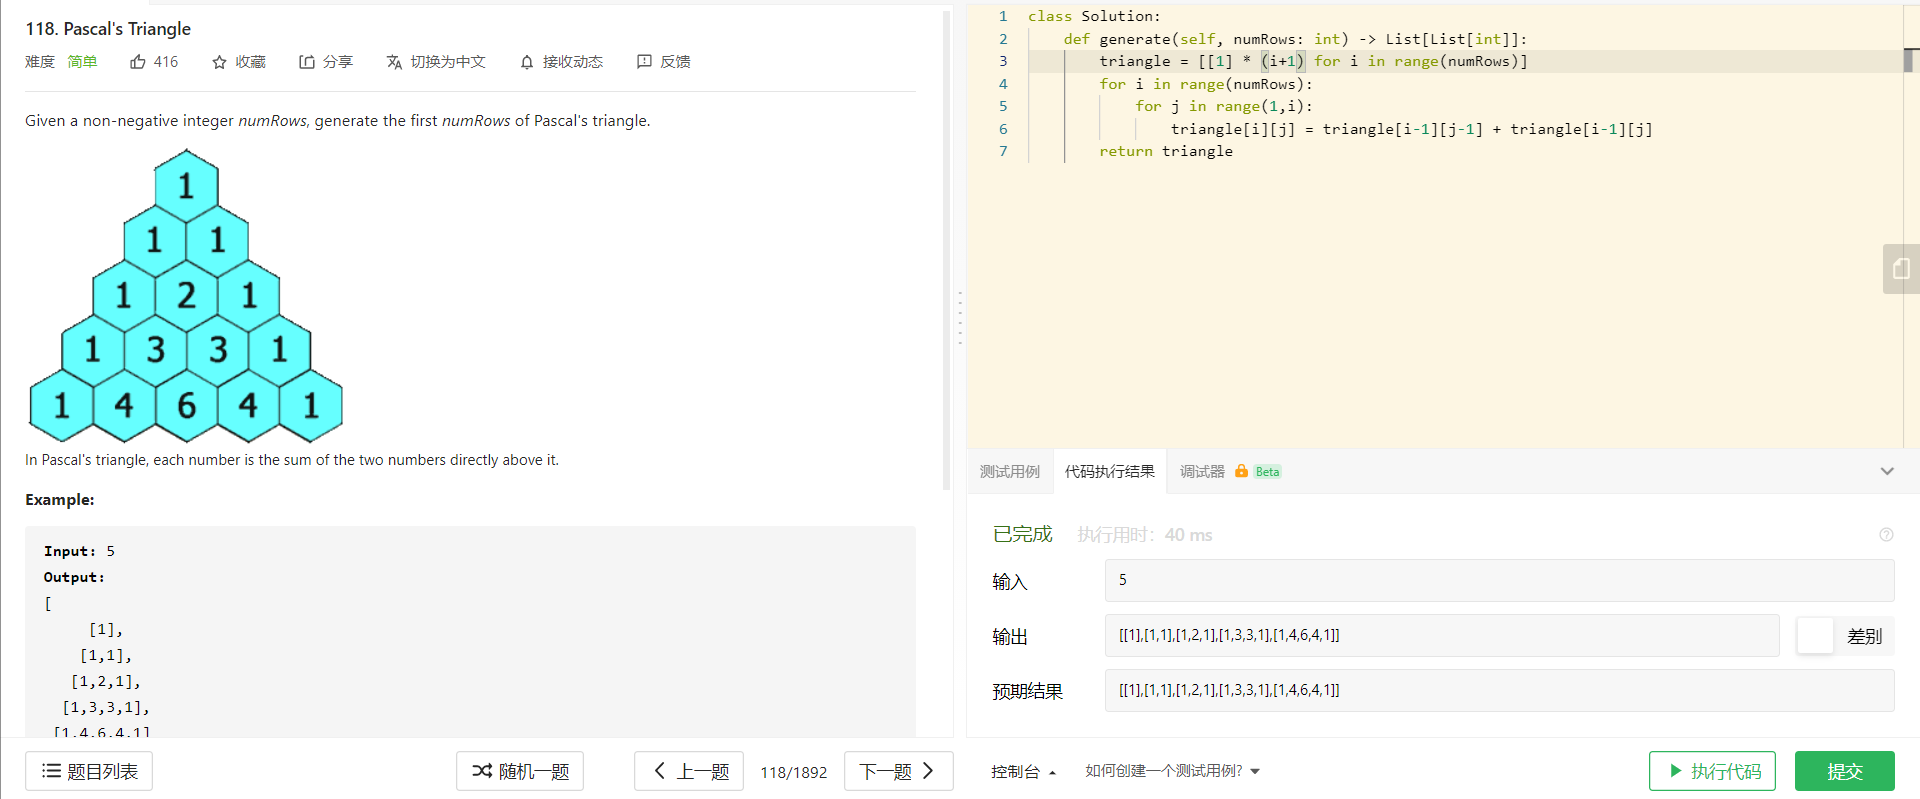 118. Pascal's Triangle
难度 简单 416 收藏 分享 切换为中文 接收动态 反馈
Given a non-negative integer numRows, generate the first numRows of Pascal's triangle.
1
1 1
1 2 1
1 3 3 1
1 4 6 4 1
In Pascal's triangle, each number is the sum of the two numbers directly above it.
Example:
Input: 5
Output:
[
[1],
[1,1],
[1,2,1],
[1,3,3,1],
[1,4,6,4,1]
题目列表 随机一题 上一题 118/1892 下一题
1 class Solution:
2 def generate(self, numRows: int) -> List[List[int]]:
3 triangle = [[1] * (i+1) for i in range(numRows)]
4 for i in range(numRows):
5 for j in range(1,i):
6 triangle[i][j] = triangle[i-1][j-1] + triangle[i-1][j]
7 return triangle
测试用例 代码执行结果 调试器 Beta
已完成 执行用时: 40 ms
输入 5
输出 [[1],[1,1],[1,2,1],[1,3,3,1],[1,4,6,4,1]] 差别
预期结果 [[1],[1,1],[1,2,1],[1,3,3,1],[1,4,6,4,1]]
控制台 如何创建一个测试用例? 执行代码 提交